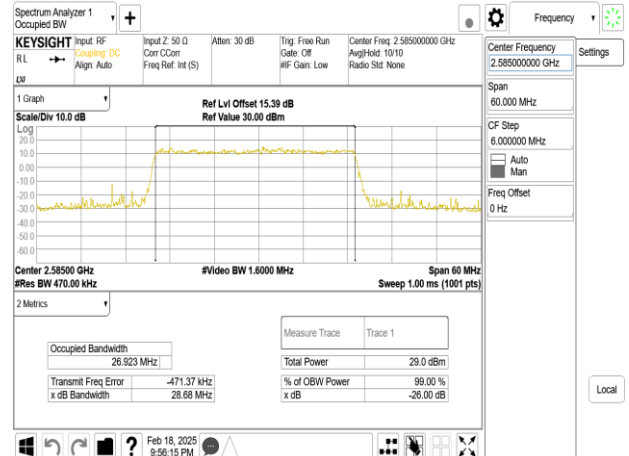 Spectrum Analyzer 1
Occupied BW
+
Frequency
KEYSIGHT
RL
Input: RF
Coupling: DC
Align: Auto
Input Z: 50 Ω
Corr CCorr
Freq Ref: Int (S)
Atten: 30 dB
Trig: Free Run
Gate: Off
#IF Gain: Low
Center Freq: 2.585000000 GHz
Avg|Hold: 10/10
Radio Std: None
Center Frequency
2.585000000 GHz
Settings
Span
60.000 MHz
CF Step
6.000000 MHz
Auto
Man
Freq Offset
0 Hz
Local
1 Graph
Scale/Div 10.0 dB
Ref Lvl Offset 15.39 dB
Ref Value 30.00 dBm
Log
20.0
10.0
0.00
-10.0
-20.0
-30.0
-40.0
-50.0
-60.0
Center 2.58500 GHz
#Video BW 1.6000 MHz
Span 60 MHz
#Res BW 470.00 kHz
Sweep 1.00 ms (1001 pts)
2 Metrics
Measure Trace Trace 1
Occupied Bandwidth
26.923 MHz
Total Power 29.0 dBm
Transmit Freq Error -471.37 kHz
% of OBW Power 99.00 %
x dB Bandwidth 28.68 MHz
x dB -26.00 dB
?
Feb 18, 2025
9:56:15 PM